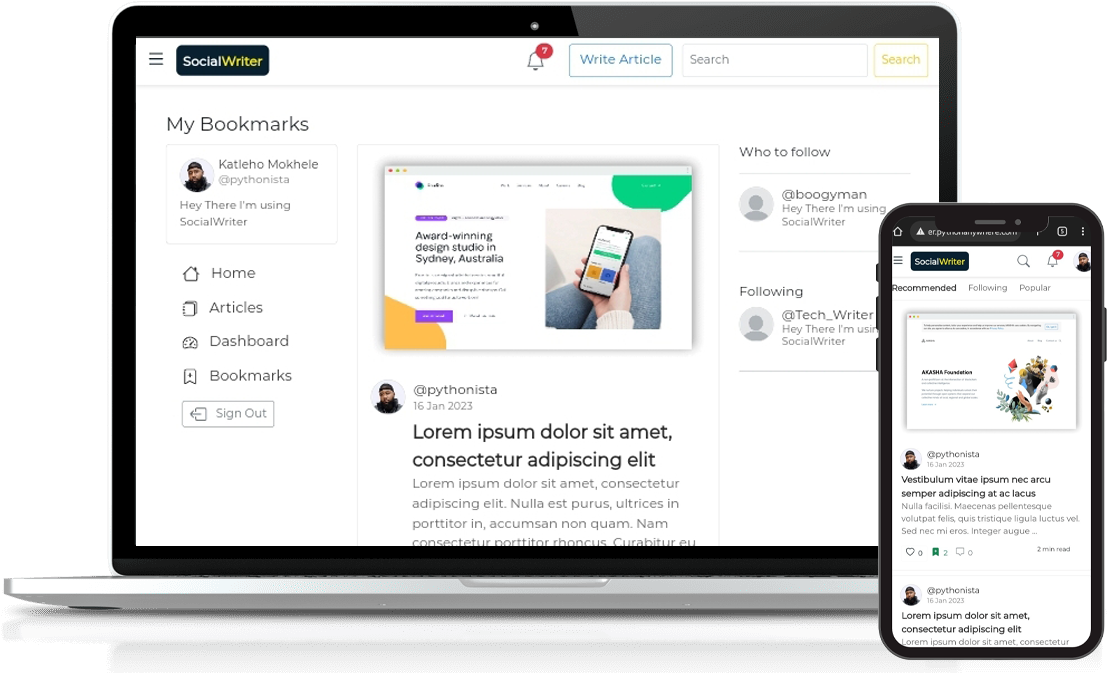 SocialWriter
7
Write Article
Search
Search
My Bookmarks
Katleho Mokhele
@pythonista
Hey There I'm using
SocialWriter
Home
Articles
Dashboard
Bookmarks
Sign Out
Award-winning
design studio in
Sydney, Australia
@pythonista
16 Jan 2023
Lorem ipsum dolor sit amet,
consectetur adipiscing elit
Lorem ipsum dolor sit amet, consectetur
adipiscing elit. Nulla est purus, ultrices in
porttitor in, accumsan non quam. Nam
consectetur porttitor rhoncus. Curabitur eu
Who to follow
@boogyman
Hey There I'm using
SocialWriter
Following
@Tech_Writer
Hey There I'm using
SocialWriter
er.pythonanywhere.com
SocialWriter
7
Recommended Following Popular
AKASHA Foundation
@pythonista
16 Jan 2023
Vestibulum vitae ipsum nec arcu
semper adipiscing at ac lacus
Nulla facilisi. Maecenas pellentesque
volutpat felis, quis tristique ligula luctus vel.
Sed nec mi eros. Integer augue ...
0 2 0 2 min read
@pythonista
16 Jan 2023
Lorem ipsum dolor sit amet,
consectetur adipiscing elit
Lorem ipsum dolor sit amet, consectetur